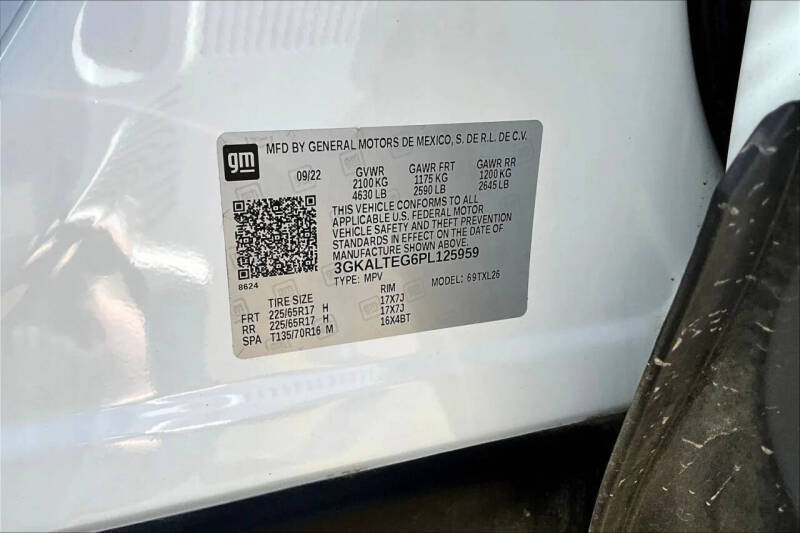 gm
MFD BY GENERAL MOTORS DE MEXICO, S. DE R.L. DE C.V.
09/22 GVWR GAWR FRT GAWR RR
2100 KG 1175 KG 1200 KG
4630 LB 2590 LB 2645 LB
THIS VEHICLE CONFORMS TO ALL
APPLICABLE U.S. FEDERAL MOTOR
VEHICLE SAFETY AND THEFT PREVENTION
STANDARDS IN EFFECT ON THE DATE OF
MANUFACTURE SHOWN ABOVE.
3GKALTEG6PL125959
8624 TYPE: MPV MODEL: 69TXL26
TIRE SIZE RIM
FRT 225/65R17 H 17X7J
RR 225/65R17 H 17X7J
SPA T135/70R16 M 16X4BT